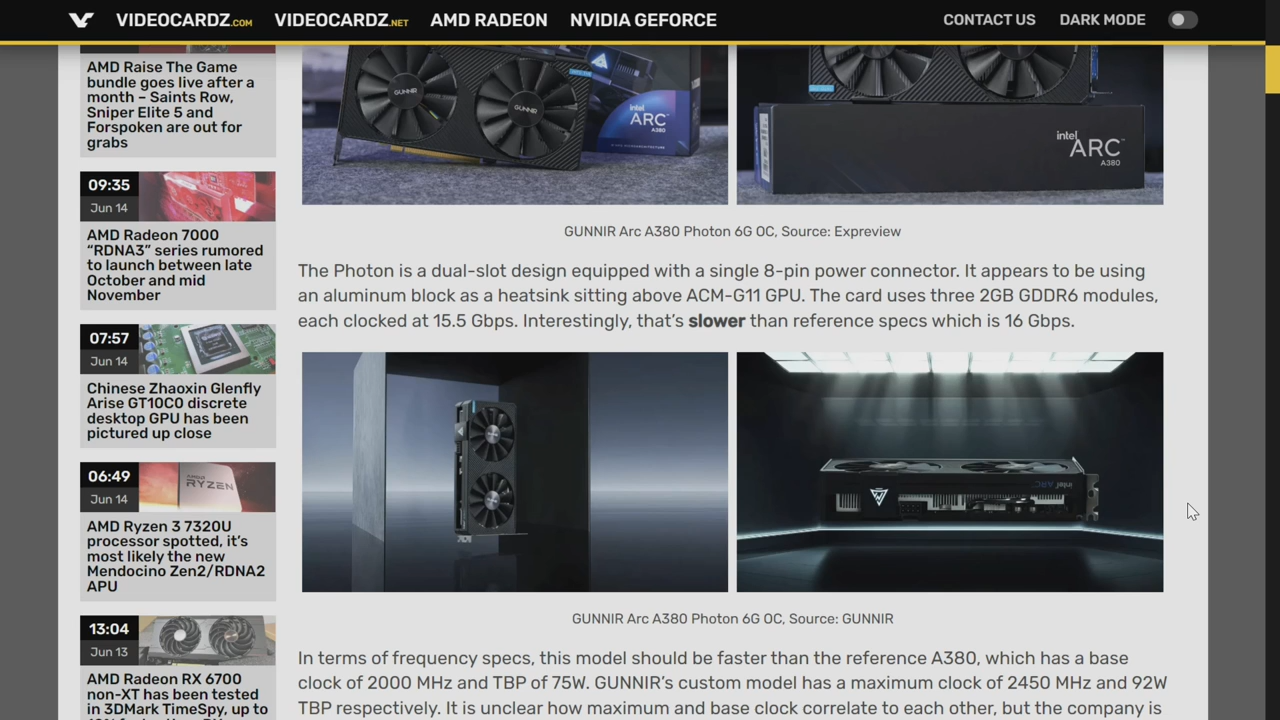 VIDEOCARDZ.COM VIDEOCARDZ.NET AMD RADEON NVIDIA GEFORCE CONTACT US DARK MODE
AMD Raise The Game
bundle goes live after a
month – Saints Row,
Sniper Elite 5 and
Forspoken are out for
grabs
09:35
Jun 14
AMD Radeon 7000
“RDNA3” series rumored
to launch between late
October and mid
November
07:57
Jun 14
Chinese Zhaoxin Glenfly
Arise GT10C0 discrete
desktop GPU has been
pictured up close
06:49
Jun 14
RYZEN
AMD Ryzen 3 7320U
processor spotted, it’s
most likely the new
Mendocino Zen2/RDNA2
APU
13:04
Jun 13
AMD Radeon RX 6700
non-XT has been tested
in 3DMark TimeSpy, up to
GUNNIR
GUNNIR
intel
ARC
A380
intel
ARC
A380
GUNNIR Arc A380 Photon 6G OC, Source: Expreview
The Photon is a dual-slot design equipped with a single 8-pin power connector. It appears to be using
an aluminum block as a heatsink sitting above ACM-G11 GPU. The card uses three 2GB GDDR6 modules,
each clocked at 15.5 Gbps. Interestingly, that’s slower than reference specs which is 16 Gbps.
intel ARC
GUNNIR Arc A380 Photon 6G OC, Source: GUNNIR
In terms of frequency specs, this model should be faster than the reference A380, which has a base
clock of 2000 MHz and TBP of 75W. GUNNIR’s custom model has a maximum clock of 2450 MHz and 92W
TBP respectively. It is unclear how maximum and base clock correlate to each other, but the company is